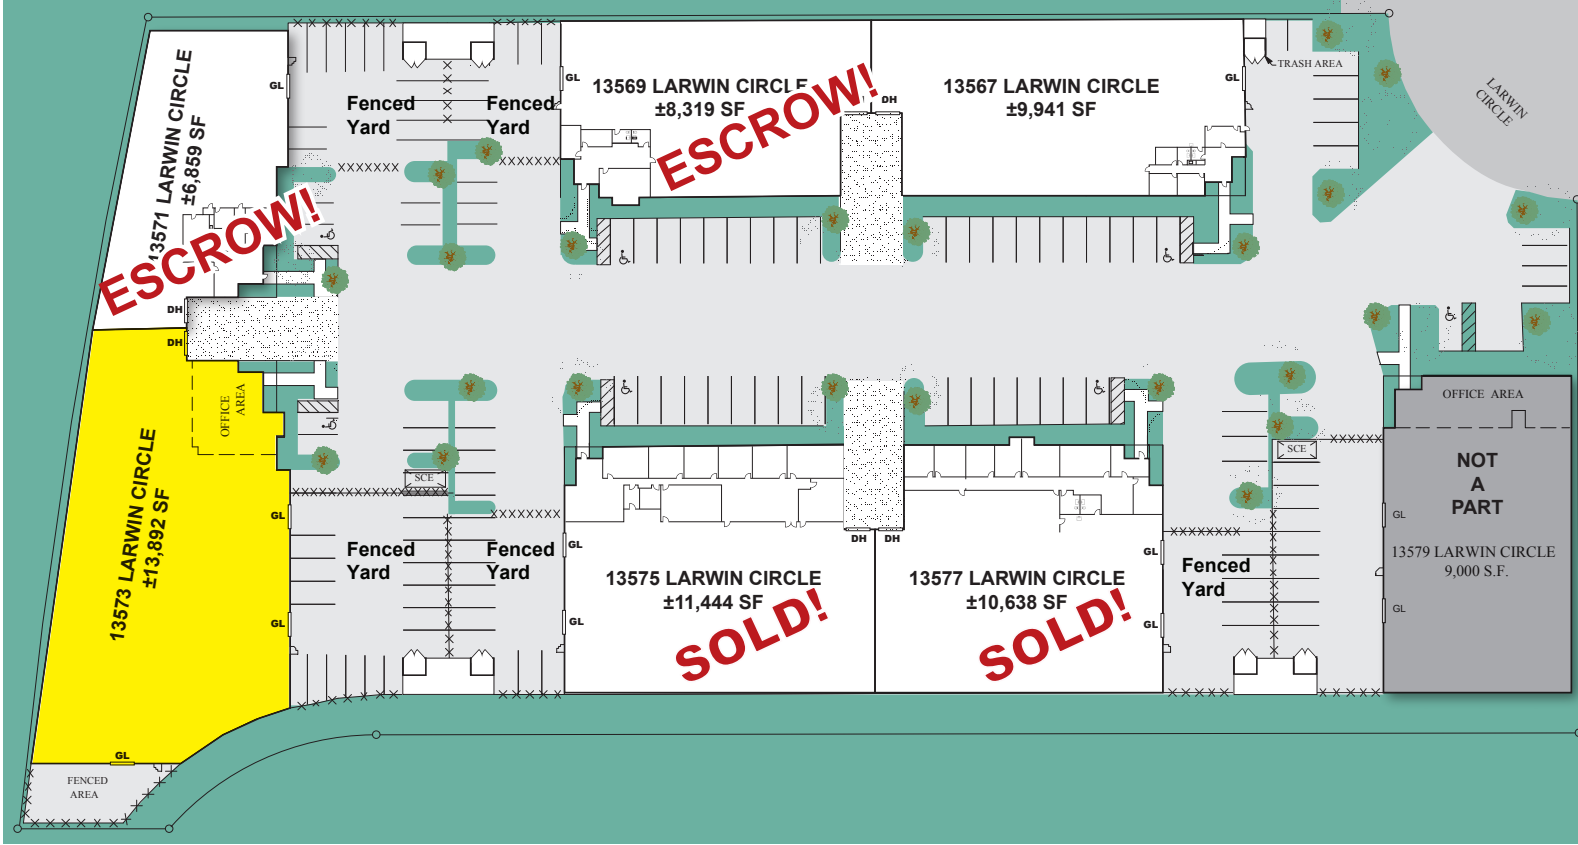 13571 LARWIN CIRCLE
±6,859 SF
ESCROW!
GL
DH
Fenced
Yard
Fenced
Yard
GL
13569 LARWIN CIRCLE
±8,319 SF
ESCROW!
DH
13567 LARWIN CIRCLE
±9,941 SF
GL
TRASH AREA
LARWIN
CIRCLE
DH
OFFICE
AREA
13573 LARWIN CIRCLE
±13,892 SF
GL
GL
GL
FENCED
AREA
SCE
Fenced
Yard
Fenced
Yard
GL
GL
13575 LARWIN CIRCLE
±11,444 SF
SOLD!
DH
DH
13577 LARWIN CIRCLE
±10,638 SF
SOLD!
GL
GL
Fenced
Yard
SCE
OFFICE AREA
NOT
A
PART
GL
13579 LARWIN CIRCLE
9,000 S.F.
GL